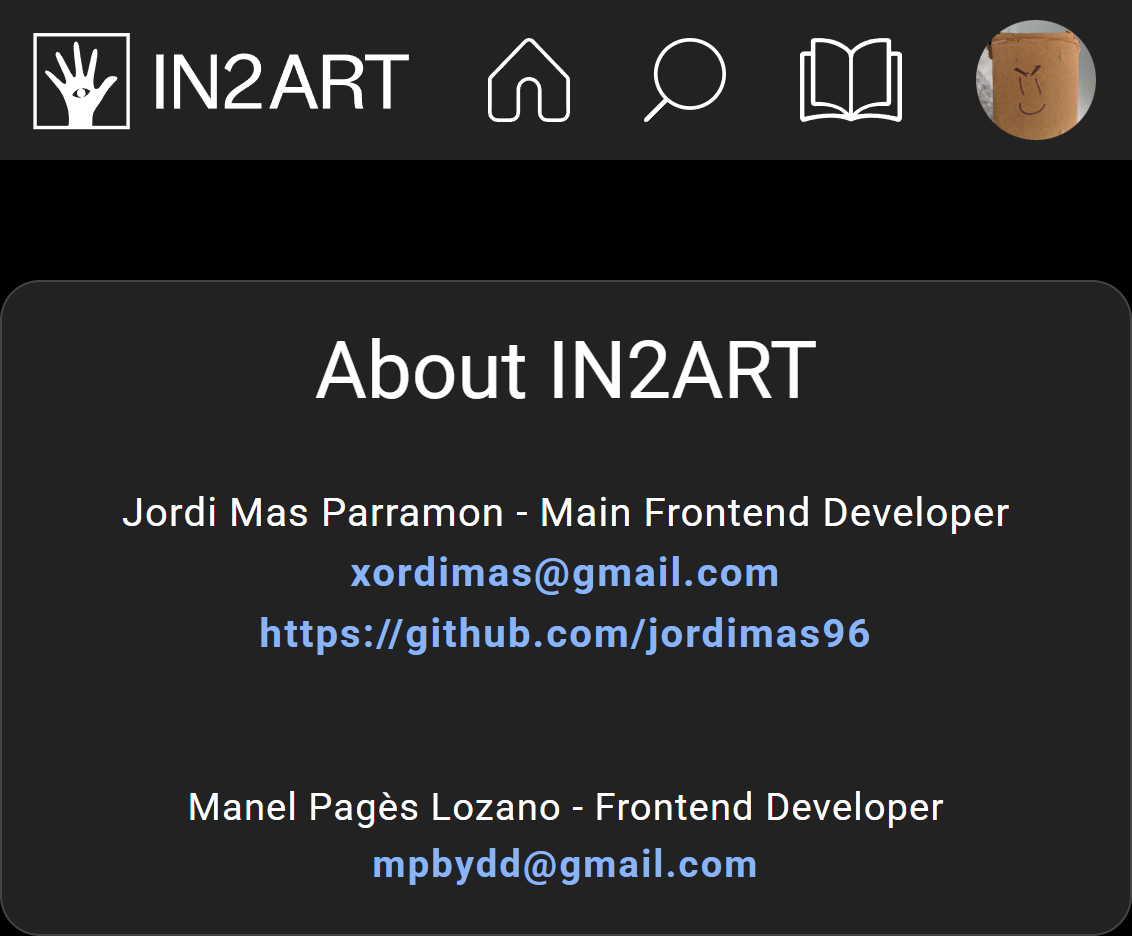 IN2ART
About IN2ART
Jordi Mas Parramon - Main Frontend Developer
xordimas@gmail.com
https://github.com/jordimas96
Manel Pagès Lozano - Frontend Developer
mpbydd@gmail.com